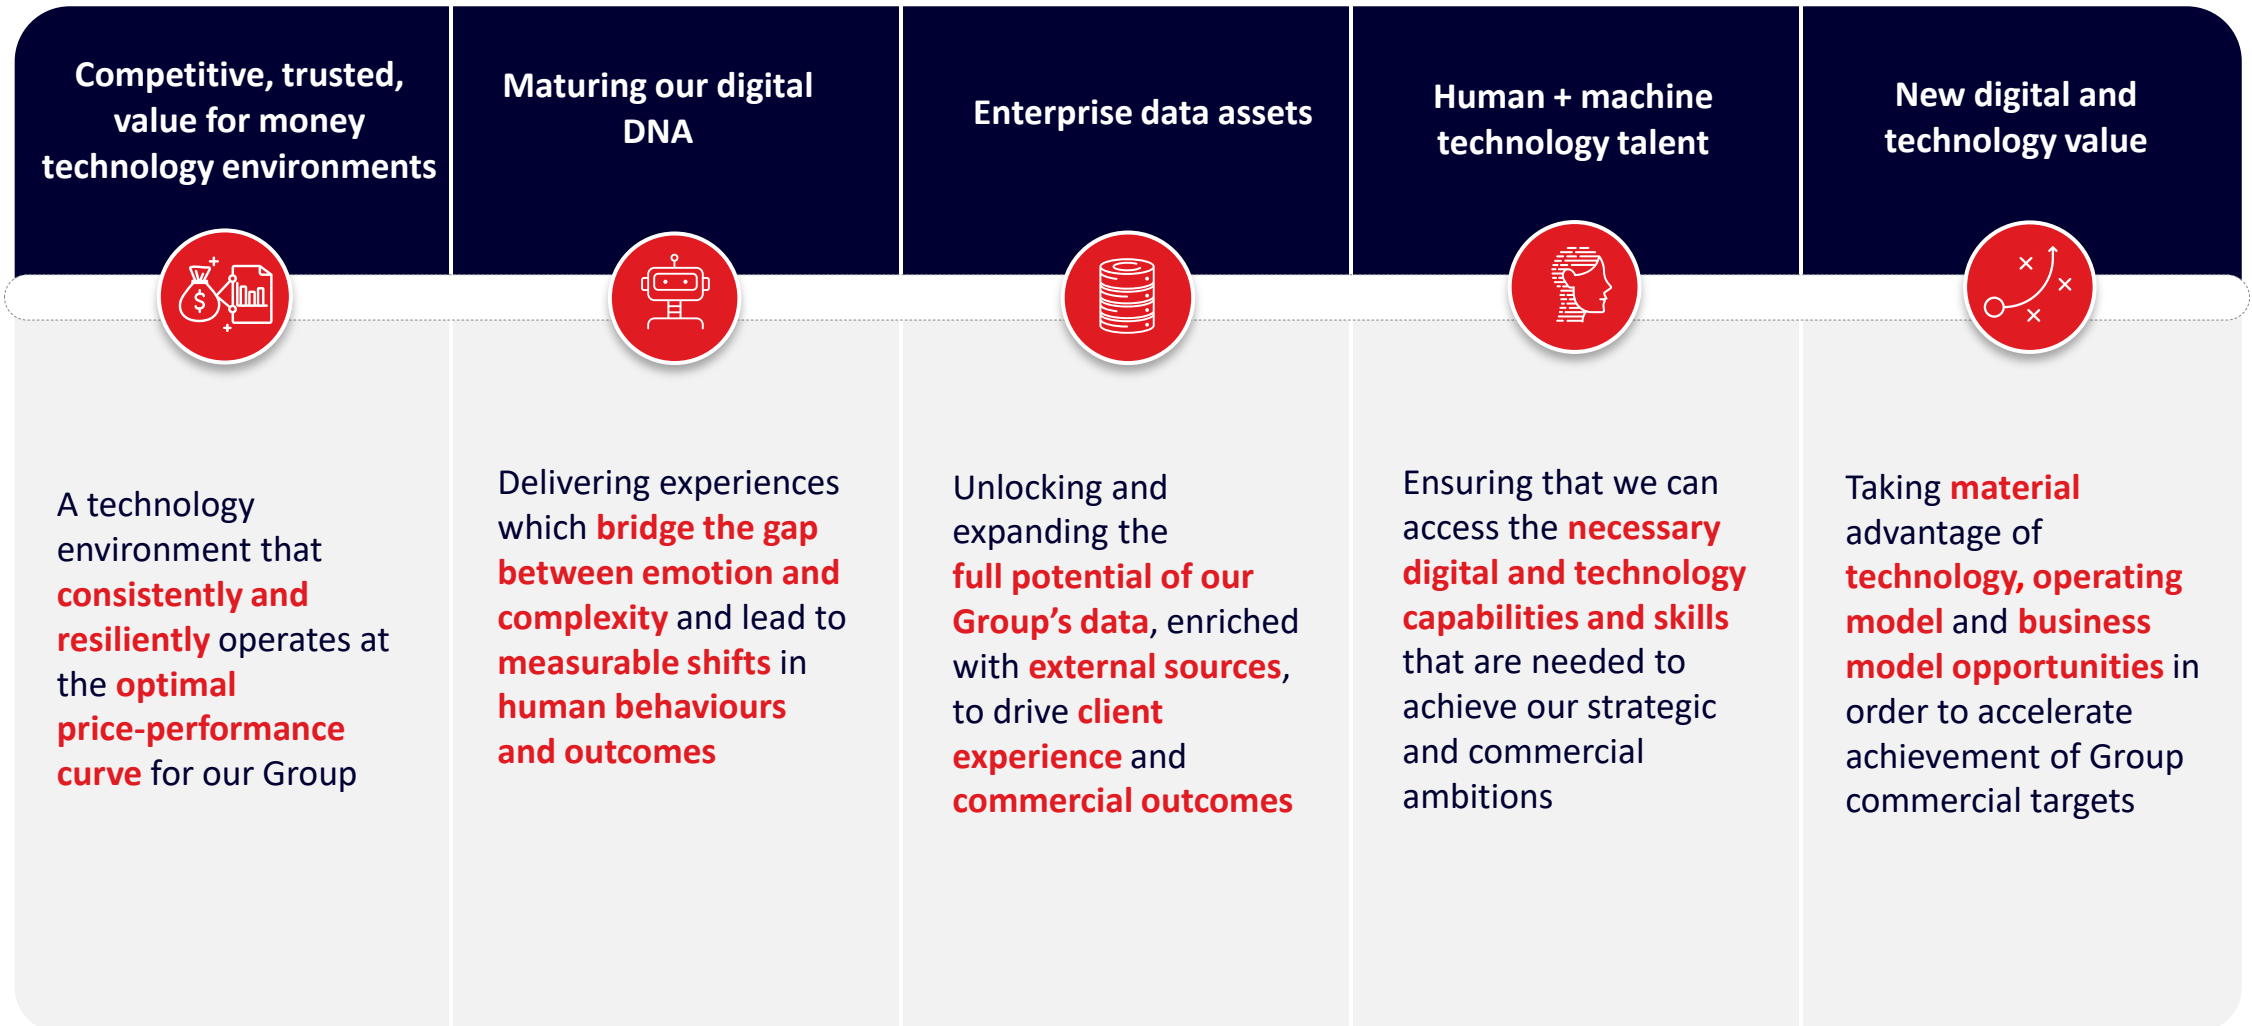 Competitive, trusted,
value for money
technology environments
Maturing our digital
DNA
Enterprise data assets
Human + machine
technology talent
New digital and
technology value
$
A technology
environment that
consistently and
resiliently operates at
the optimal
price-performance
curve for our Group
Delivering experiences
which bridge the gap
between emotion and
complexity and lead to
measurable shifts in
human behaviours
and outcomes
Unlocking and
expanding the
full potential of our
Group’s data, enriched
with external sources,
to drive client
experience and
commercial outcomes
Ensuring that we can
access the necessary
digital and technology
capabilities and skills
that are needed to
achieve our strategic
and commercial
ambitions
Taking material
advantage of
technology, operating
model and business
model opportunities in
order to accelerate
achievement of Group
commercial targets